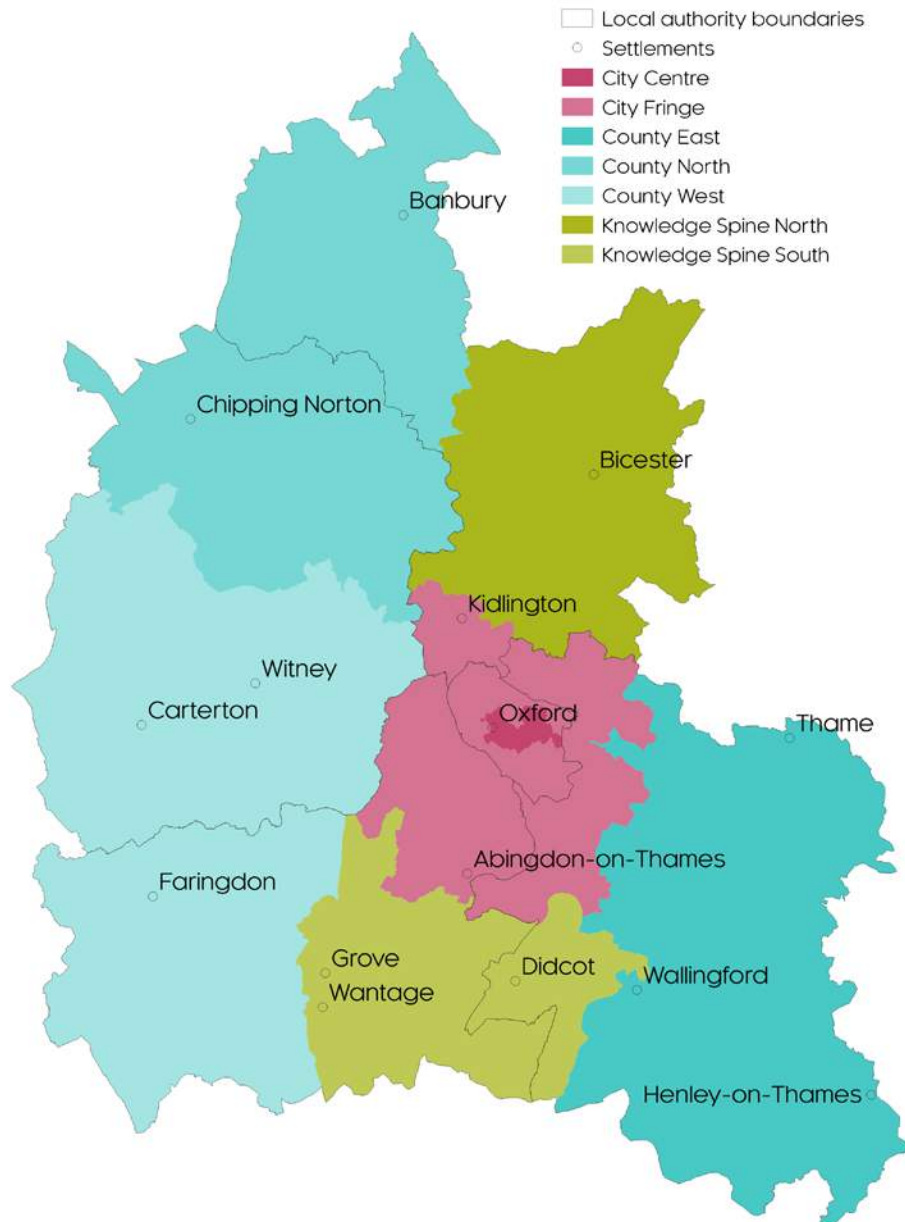 Local authority boundaries
Settlements
City Centre
City Fringe
County East
County North
County West
Knowledge Spine North
Knowledge Spine South
Banbury
Chipping Norton
Bicester
Kidlington
Witney
Carterton
Oxford
Thame
Abingdon-on-Thames
Faringdon
Grove
Didcot
Wantage
Wallingford
Henley-on-Thames